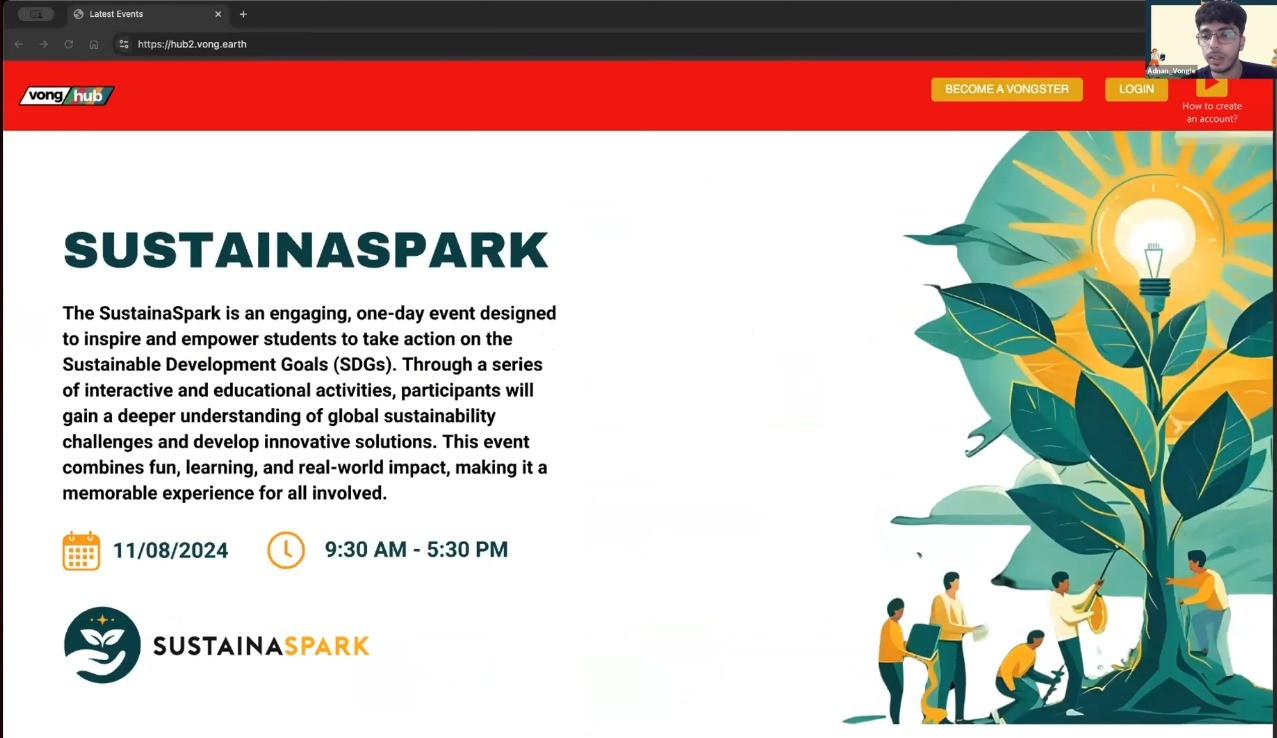 Latest Events
https://hub2.vong.earth
Adnan_Vongle
vong/hub
BECOME A VONGSTER
LOGIN
How to create
an account?
SUSTAINASPARK
The SustainaSpark is an engaging, one-day event designed
to inspire and empower students to take action on the
Sustainable Development Goals (SDGs). Through a series
of interactive and educational activities, participants will
gain a deeper understanding of global sustainability
challenges and develop innovative solutions. This event
combines fun, learning, and real-world impact, making it a
memorable experience for all involved.
11/08/2024
9:30 AM - 5:30 PM
SUSTAINASPARK